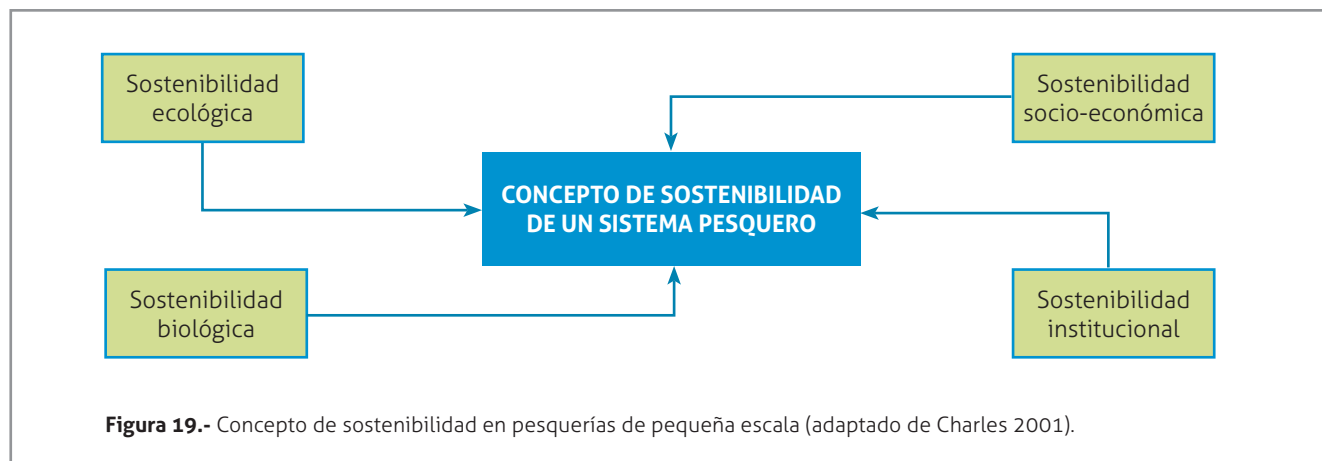 Sostenibilidad
ecológica
Sostenibilidad
socio-económica
CONCEPTO DE SOSTENIBILIDAD
DE UN SISTEMA PESQUERO
Sostenibilidad
biológica
Sostenibilidad
institucional
Figura 19.- Concepto de sostenibilidad en pesquerías de pequeña escala (adaptado de Charles 2001).